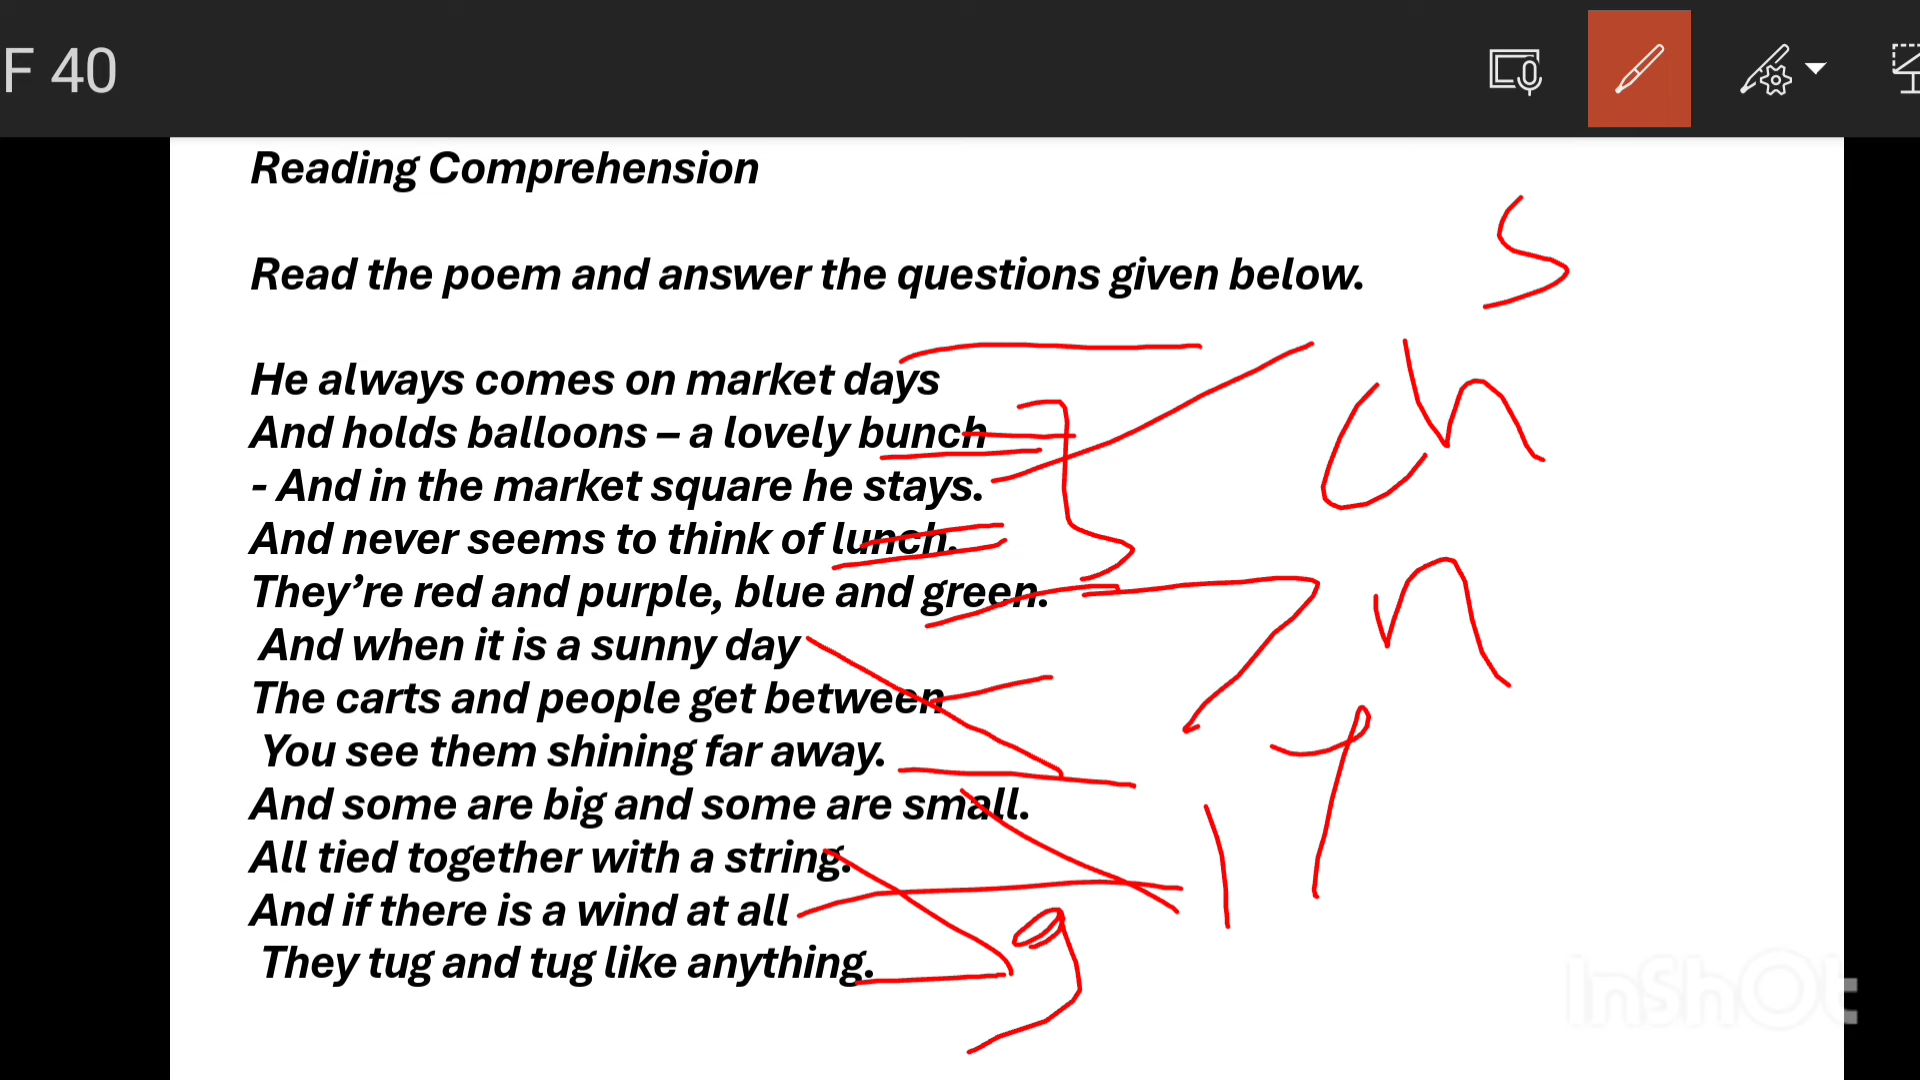 F 40
Reading Comprehension
Read the poem and answer the questions given below.
He always comes on market days
And holds balloons – a lovely bunch
- And in the market square he stays.
And never seems to think of lunch.
They’re red and purple, blue and green.
And when it is a sunny day
The carts and people get between
You see them shining far away.
And some are big and some are small.
All tied together with a string.
And if there is a wind at all
They tug and tug like anything.
s
ch
n
y
l
g
InShOt